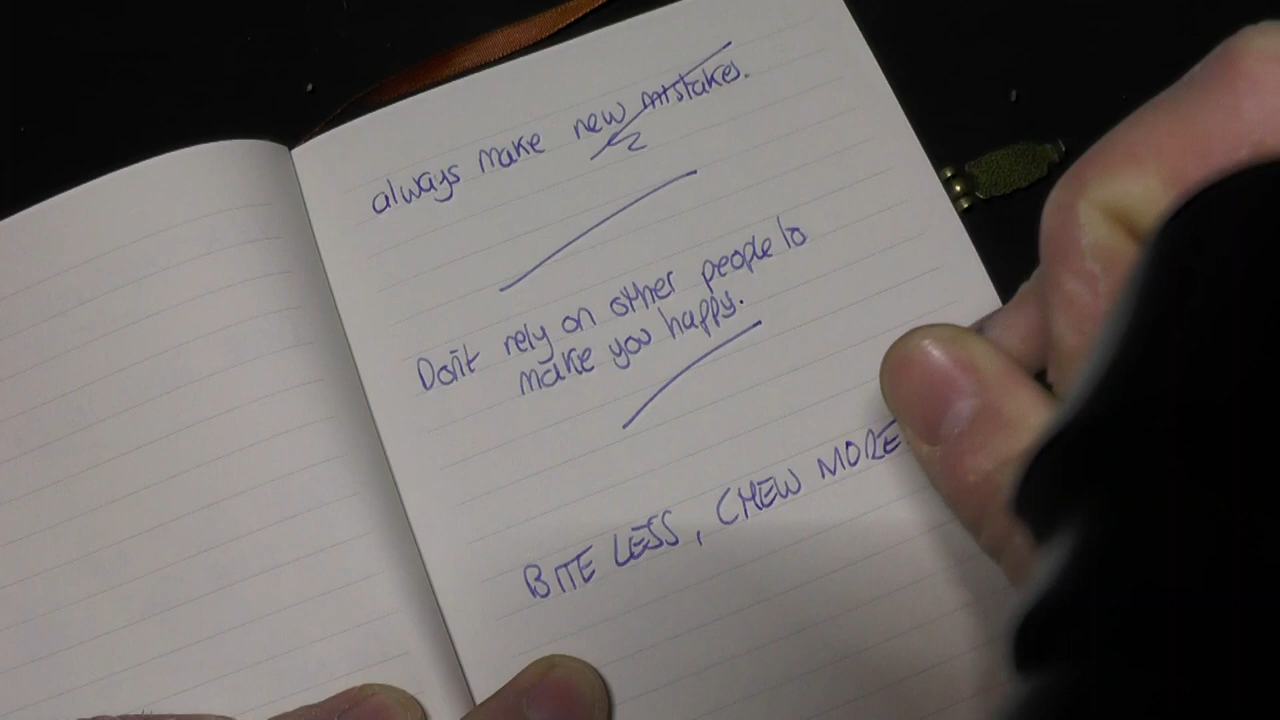 always make new mistakes.
Don't rely on other people to
make you happy.
BITE LESS, CHEW MORE